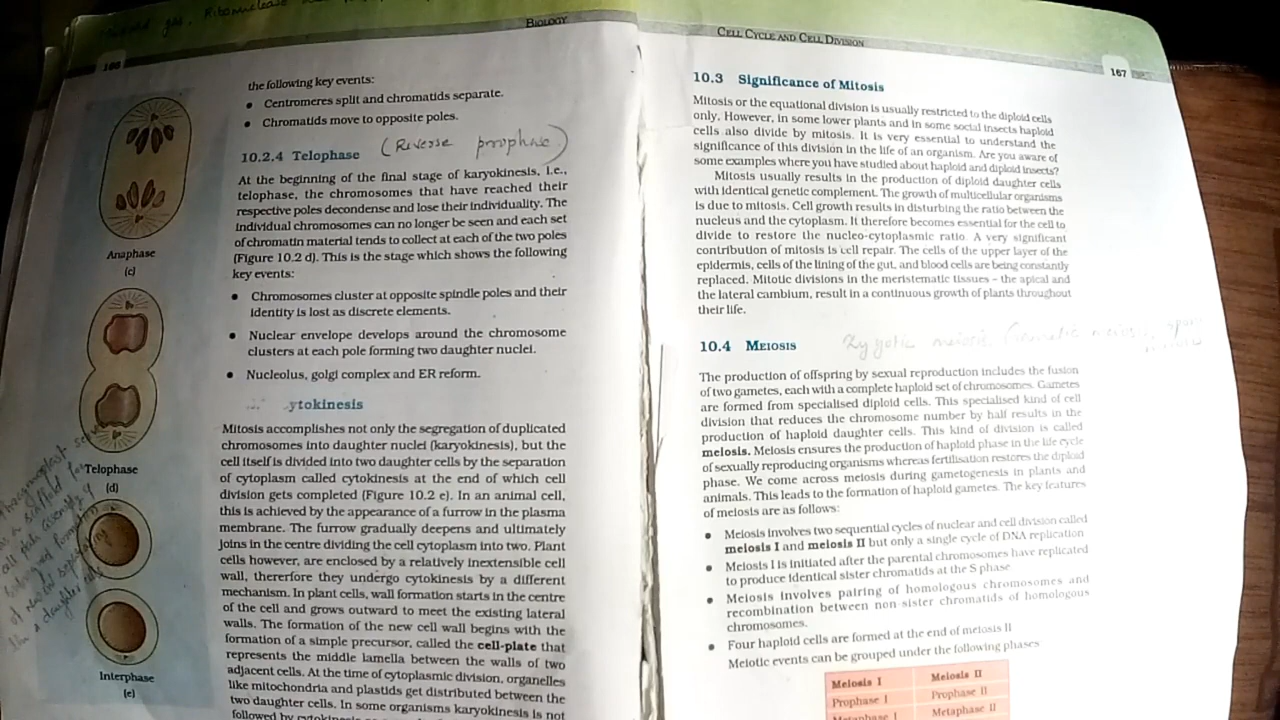 Ribonuclease
BIOLOGY
166
the following key events:
• Centromeres split and chromatids separate.
• Chromatids move to opposite poles.
10.2.4 Telophase (Reverse prophase)
At the beginning of the final stage of karyokinesis, i.e.,
telophase, the chromosomes that have reached their
respective poles decondense and lose their individuality. The
individual chromosomes can no longer be seen and each set
of chromatin material tends to collect at each of the two poles
(Figure 10.2 d). This is the stage which shows the following
key events:
• Chromosomes cluster at opposite spindle poles and their
identity is lost as discrete elements.
• Nuclear envelope develops around the chromosome
clusters at each pole forming two daughter nuclei.
• Nucleolus, golgi complex and ER reform.
ytokinesis
Mitosis accomplishes not only the segregation of duplicated
chromosomes into daughter nuclei (karyokinesis), but the
cell itself is divided into two daughter cells by the separation
of cytoplasm called cytokinesis at the end of which cell
division gets completed (Figure 10.2 e). In an animal cell,
this is achieved by the appearance of a furrow in the plasma
membrane. The furrow gradually deepens and ultimately
joins in the centre dividing the cell cytoplasm into two. Plant
cells however, are enclosed by a relatively inextensible cell
wall, thererfore they undergo cytokinesis by a different
mechanism. In plant cells, wall formation starts in the centre
of the cell and grows outward to meet the existing lateral
walls. The formation of the new cell wall begins with the
formation of a simple precursor, called the cell-plate that
represents the middle lamella between the walls of two
adjacent cells. At the time of cytoplasmic division, organelles
like mitochondria and plastids get distributed between the
two daughter cells. In some organisms karyokinesis is not
followed by cytokinesis
Anaphase
(c)
Telophase
(d)
Interphase
(e)
CELL CYCLE AND CELL DIVISION
167
10.3 Significance of Mitosis
Mitosis or the equational division is usually restricted to the diploid cells
only. However, in some lower plants and in some social insects haploid
cells also divide by mitosis. It is very essential to understand the
significance of this division in the life of an organism. Are you aware of
some examples where you have studied about haploid and diploid insects?
Mitosis usually results in the production of diploid daughter cells
with identical genetic complement. The growth of multicellular organisms
is due to mitosis. Cell growth results in disturbing the ratio between the
nucleus and the cytoplasm. It therefore becomes essential for the cell to
divide to restore the nucleo-cytoplasmic ratio. A very significant
contribution of mitosis is cell repair. The cells of the upper layer of the
epidermis, cells of the lining of the gut, and blood cells are being constantly
replaced. Mitotic divisions in the meristematic tissues – the apical and
the lateral cambium, result in a continuous growth of plants throughout
their life.
10.4 MEIOSIS Zygotic meiosis,
The production of offspring by sexual reproduction includes the fusion
of two gametes, each with a complete haploid set of chromosomes. Gametes
are formed from specialised diploid cells. This specialised kind of cell
division that reduces the chromosome number by half results in the
production of haploid daughter cells. This kind of division is called
meiosis. Meiosis ensures the production of haploid phase in the life cycle
of sexually reproducing organisms whereas fertilisation restores the diploid
phase. We come across meiosis during gametogenesis in plants and
animals. This leads to the formation of haploid gametes. The key features
of meiosis are as follows:
• Meiosis involves two sequential cycles of nuclear and cell division called
meiosis I and meiosis II but only a single cycle of DNA replication
• Meiosis I is initiated after the parental chromosomes have replicated
to produce identical sister chromatids at the S phase
• Meiosis involves pairing of homologous chromosomes and
recombination between non-sister chromatids of homologous
chromosomes.
• Four haploid cells are formed at the end of meiosis II
Meiotic events can be grouped under the following phases
Meiosis I Meiosis II
Prophase I Prophase II
Metaphase I Metaphase II